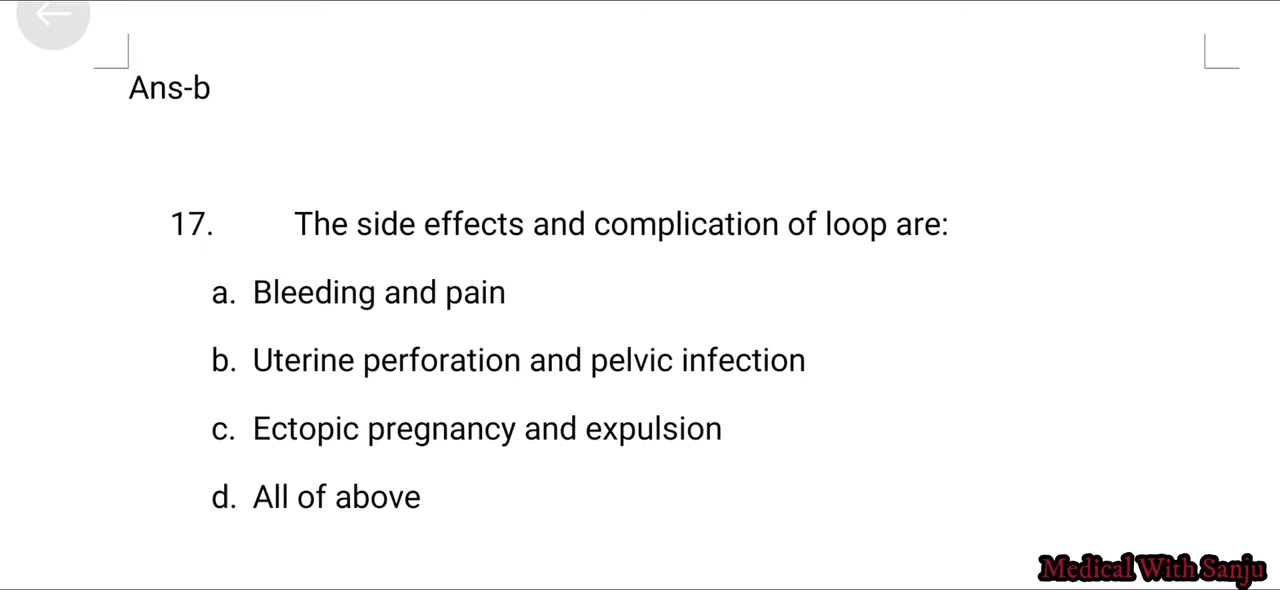 Ans-b
17. The side effects and complication of loop are:
a. Bleeding and pain
b. Uterine perforation and pelvic infection
c. Ectopic pregnancy and expulsion
d. All of above
Medical With Sanju